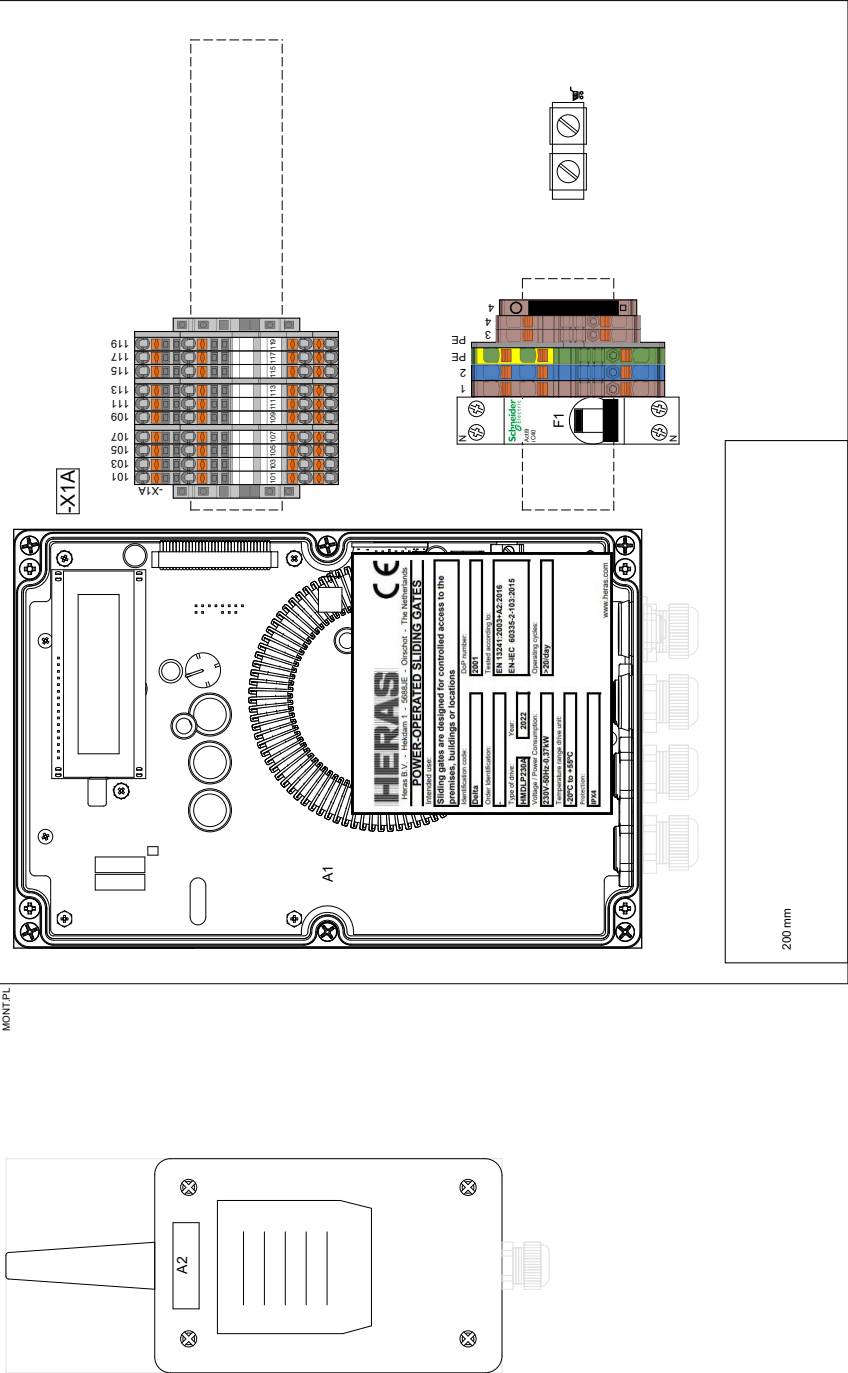 MONT.PL
-X1A
-X1A
101
103
105
107
109
111
113
115
117
119
101
103
105
107
109
111
113
115
117
119
1
2
PE
PE
3
4
4
N
N
Schneider
Electric
Acti9
iC40
F1
N
N
A1
HERAS
CE
Heras B.V. - Hekdam 1 - 5688JE - Oirschot - The Netherlands
POWER-OPERATED SLIDING GATES
Intended use:
Sliding gates are designed for controlled access to the
premises, buildings or locations
Identification code:
DoP number:
Delta
2001
Order Identification:
Tested according to:
-
EN 13241:2003+A2:2016
EN-IEC 60335-2-103:2015
Type of drive:
Year:
HMDLP230A
2022
Voltage / Power Consumption:
Operating cycles:
230V-50Hz-0.37kW
>20/day
Temperature range drive unit:
-20ºC to +55ºC
Protection:
IPX4
www.heras.com
200 mm
A2